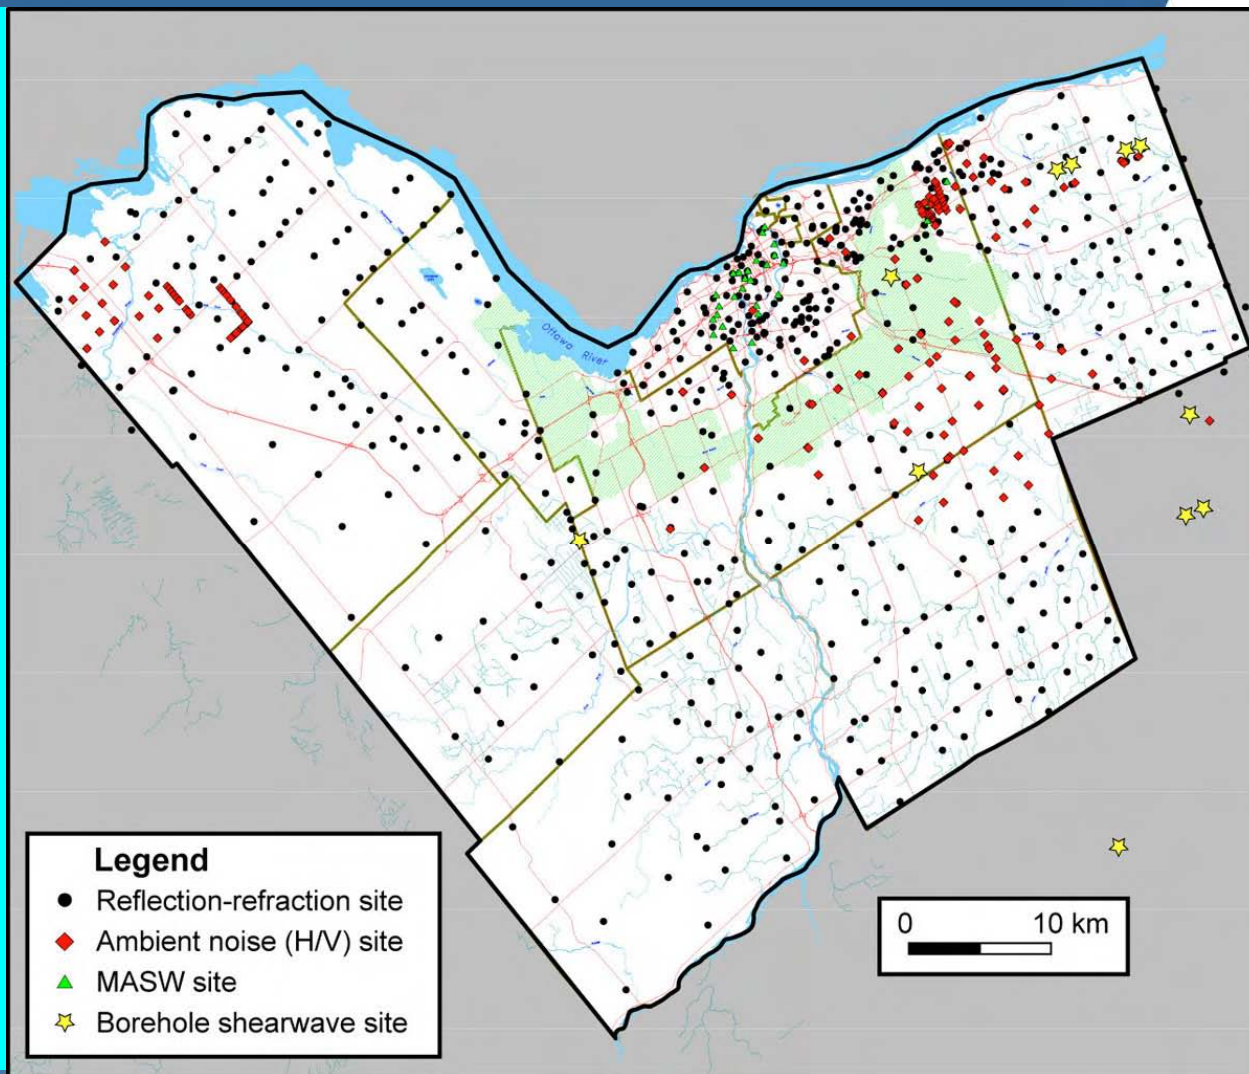 Ottawa River
Legend
Reflection-refraction site
Ambient noise (H/V) site
MASW site
Borehole shearwave site
0 10 km